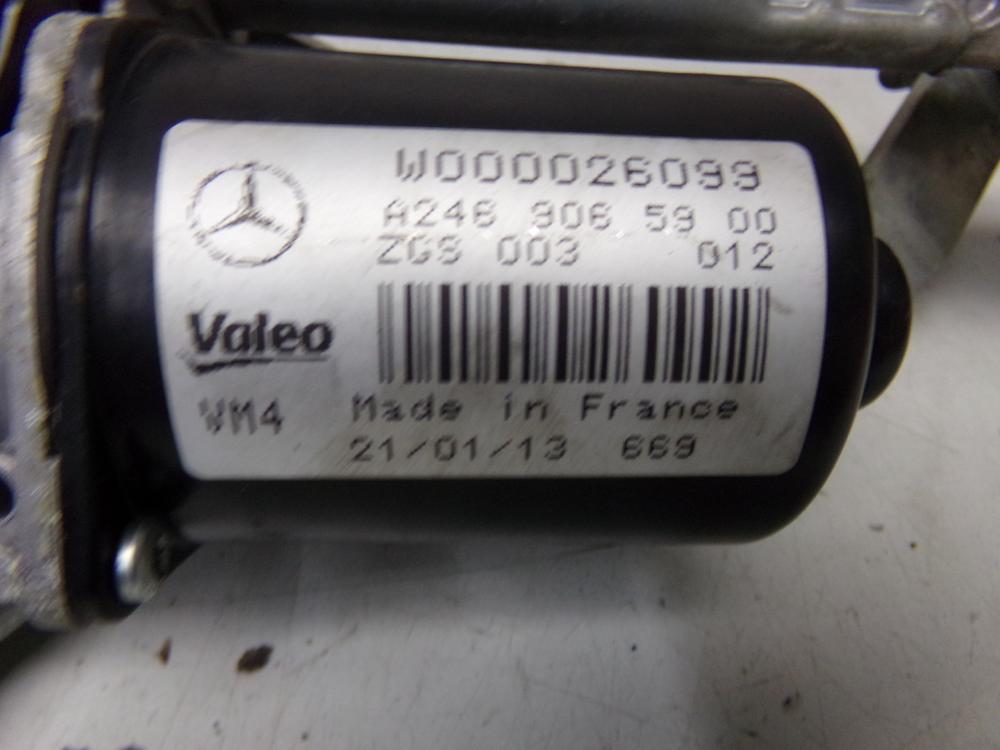 W000026099
A246 906 59 00
ZGS 003 012
Valeo
WM4
Made in France
21/01/13 669